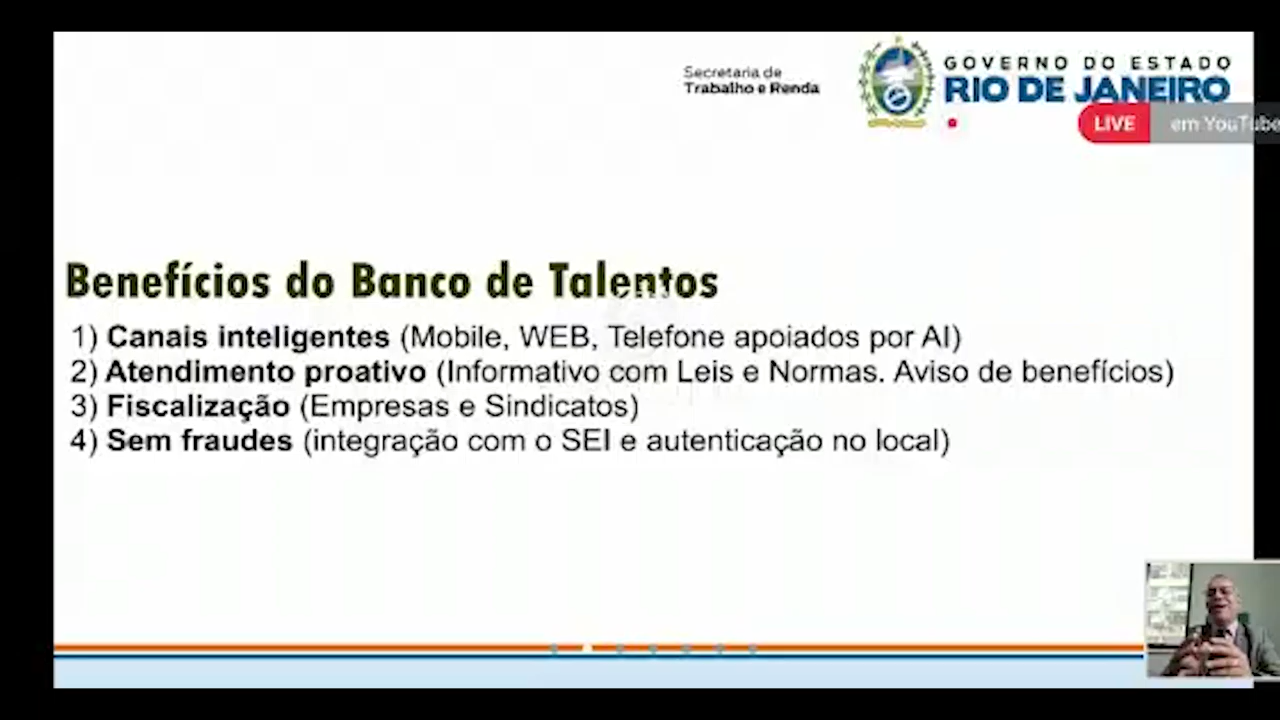 Secretaria de
Trabalho e Renda
GOVERNO DO ESTADO
RIO DE JANEIRO
LIVE em YouTube
Benefícios do Banco de Talentos
1) Canais inteligentes (Mobile, WEB, Telefone apoiados por AI)
2) Atendimento proativo (Informativo com Leis e Normas. Aviso de benefícios)
3) Fiscalização (Empresas e Sindicatos)
4) Sem fraudes (integração com o SEI e autenticação no local)